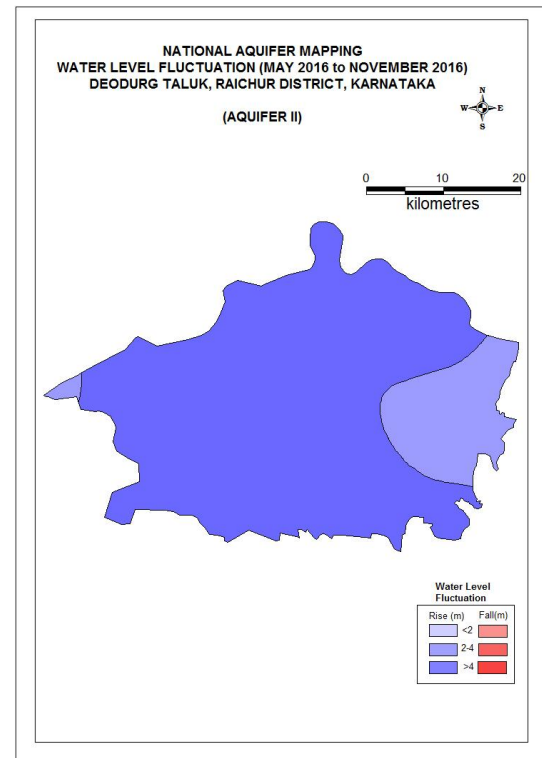 NATIONAL AQUIFER MAPPING
WATER LEVEL FLUCTUATION (MAY 2016 to NOVEMBER 2016)
DEODURG TALUK, RAICHUR DISTRICT, KARNATAKA
(AQUIFER II)
N
W E
S
0 10 20
kilometres
Water Level
Fluctuation
Rise (m) Fall(m)
<2
2-4
>4